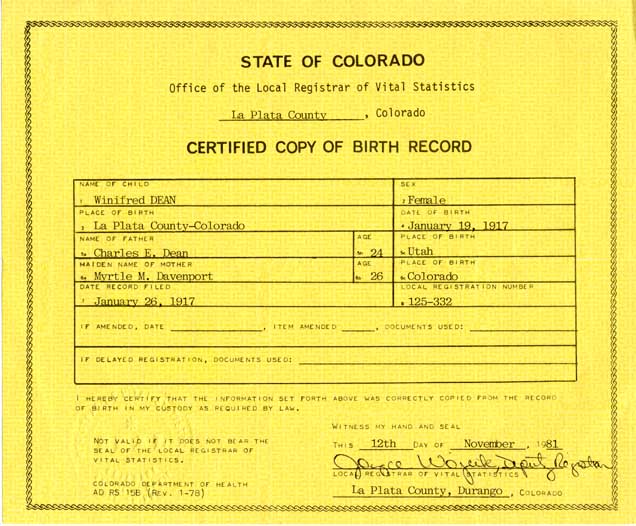 STATE OF COLORADO
Office of the Local Registrar of Vital Statistics
La Plata County, Colorado
CERTIFIED COPY OF BIRTH RECORD
NAME OF CHILD SEX
1 Winifred DEAN 2 Female
PLACE OF BIRTH DATE OF BIRTH
3 La Plata County-Colorado 4 January 19, 1917
NAME OF FATHER AGE PLACE OF BIRTH
5a Charles E. Dean 5b 24 5c Utah
MAIDEN NAME OF MOTHER AGE PLACE OF BIRTH
6a Myrtle M. Davenport 6b 26 6c Colorado
DATE RECORD FILED LOCAL REGISTRATION NUMBER
7 January 26, 1917 8 125-332
IF AMENDED, DATE , ITEM AMENDED , DOCUMENTS USED:
IF DELAYED REGISTRATION, DOCUMENTS USED:
I HEREBY CERTIFY THAT THE INFORMATION SET FORTH ABOVE WAS CORRECTLY COPIED FROM THE RECORD
OF BIRTH IN MY CUSTODY AS REQUIRED BY LAW.
WITNESS MY HAND AND SEAL
NOT VALID IF IT DOES NOT BEAR THE
SEAL OF THE LOCAL REGISTRAR OF
VITAL STATISTICS.
THIS 12th DAY OF November, 1981
Joyce Deputy Registrar
LOCAL REGISTRAR OF VITAL STATISTICS
COLORADO DEPARTMENT OF HEALTH
AD RS 15B (REV. 1-78)
La Plata County, Durango, COLORADO